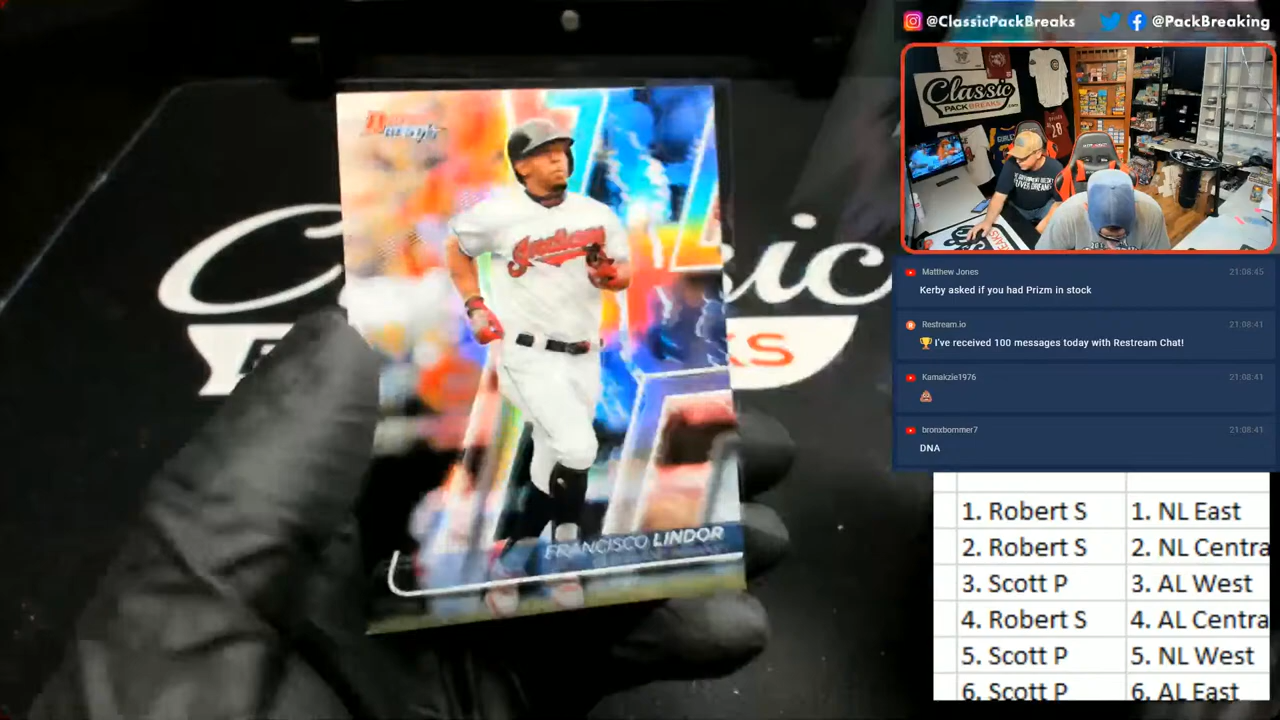 @ClassicPackBreaks @PackBreaking
Classic
PACK BREAKS
Indians
FRANCISCO LINDOR
Matthew Jones 21:08:45
Kerby asked if you had Prizm in stock
Restream.io 21:08:41
🏆 I've received 100 messages today with Restream Chat!
Kamakzie1976 21:08:41
💩
bronxbommer7 21:08:41
DNA
1. Robert S 1. NL East
2. Robert S 2. NL Centra
3. Scott P 3. AL West
4. Robert S 4. AL Centra
5. Scott P 5. NL West
6. Scott P 6. AL East